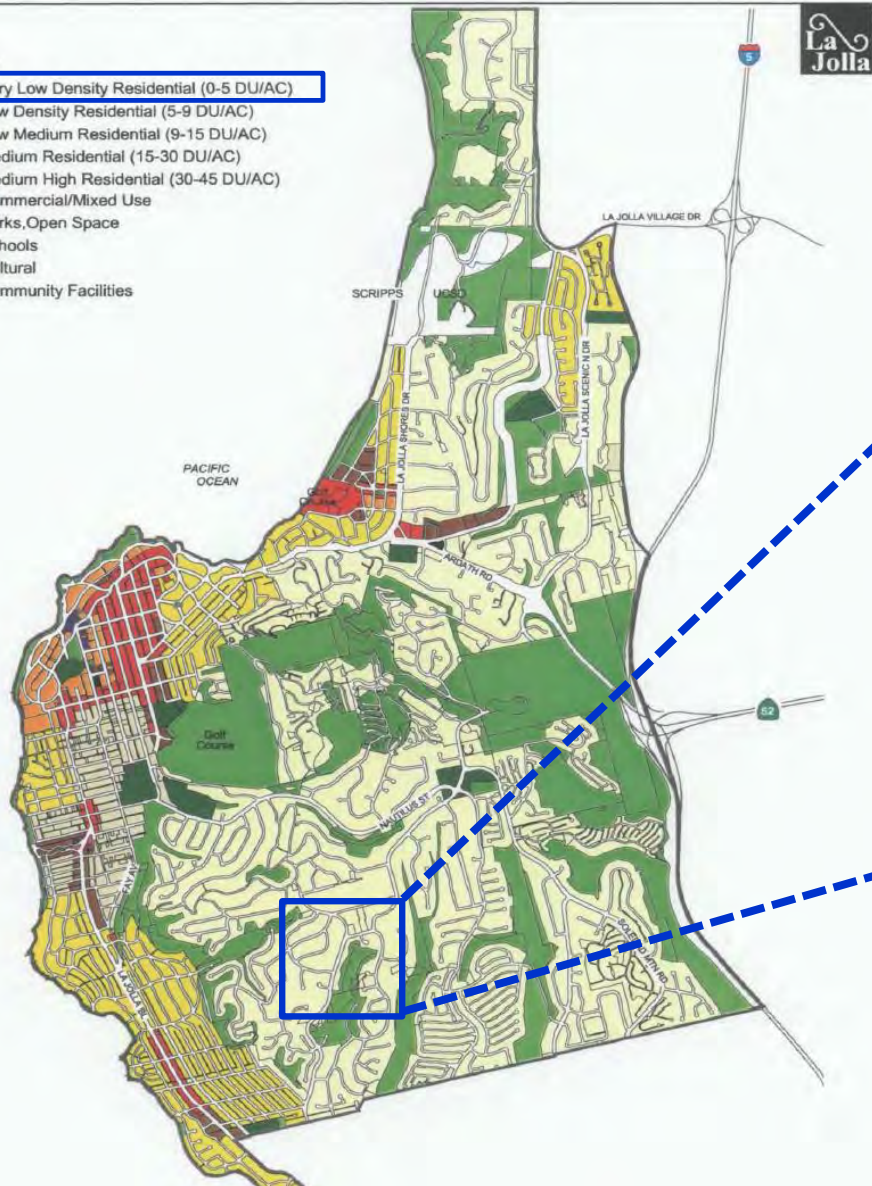 ry Low Density Residential (0-5 DU/AC)
w Density Residential (5-9 DU/AC)
w Medium Residential (9-15 DU/AC)
edium Residential (15-30 DU/AC)
edium High Residential (30-45 DU/AC)
mmercial/Mixed Use
rks,Open Space
hools
ltural
mmunity Facilities
La
Jolla
5
LA JOLLA VILLAGE DR
SCRIPPS UCSD
LA JOLLA SCENIC N DR
LA JOLLA SHORES DR
PACIFIC
OCEAN
Golf
ARDATH RD
52
Golf
Course
NAUTILUS ST
SOLEDAD MTN RD
LA JOLLA BL